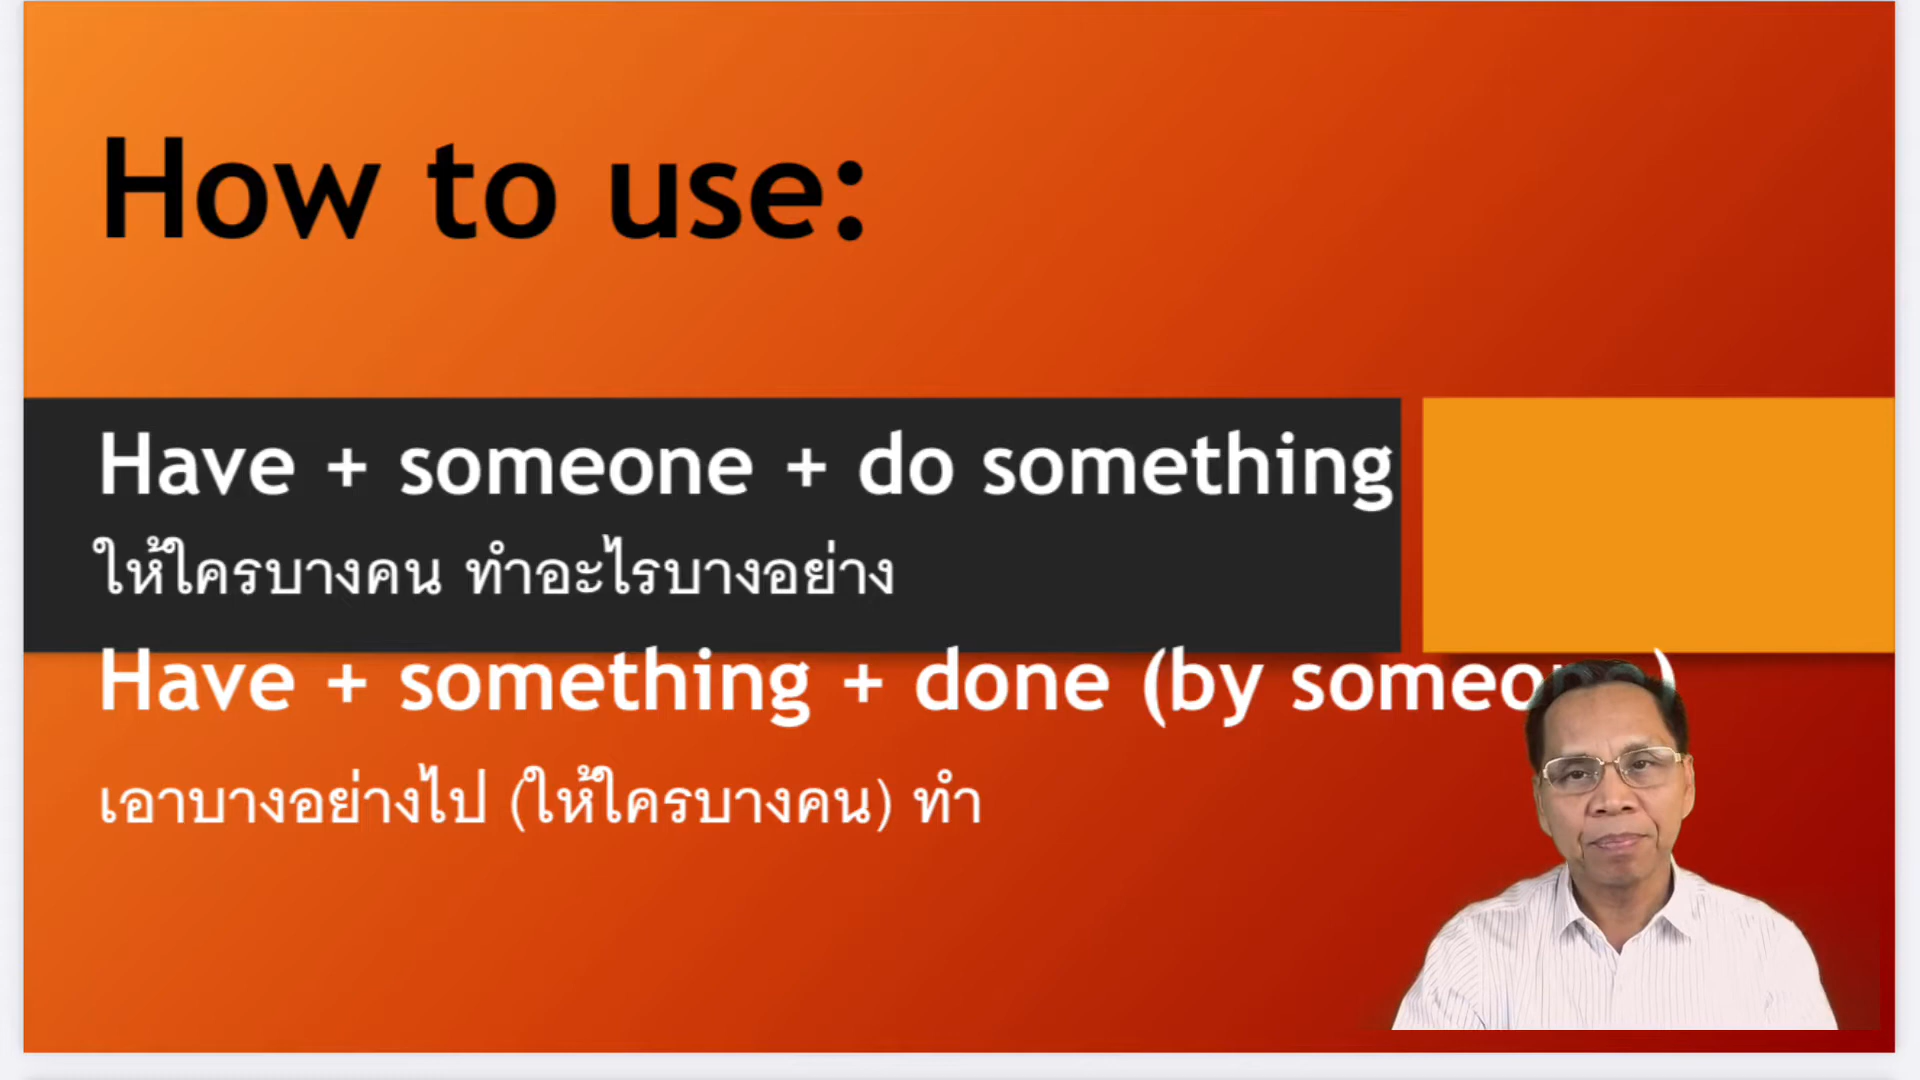 How to use:
Have + someone + do something
ให้ใครบางคน ทำอะไรบางอย่าง
Have + something + done (by
เอาบางอย่างไป (ให้ใครบางคน) ทำ